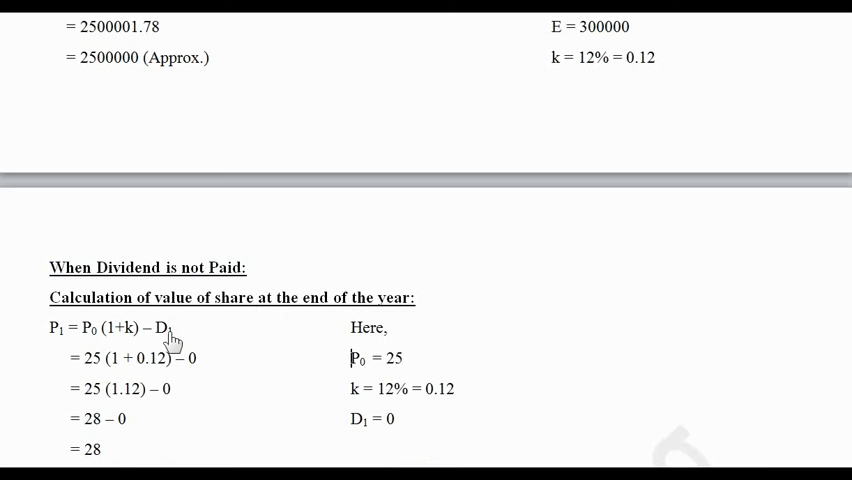 = 2500001.78 E = 300000
= 2500000 (Approx.) k = 12% = 0.12
When Dividend is not Paid:
Calculation of value of share at the end of the year:
P₁ = P₀ (1+k) – D₁ Here,
= 25 (1 + 0.12) – 0 P₀ = 25
= 25 (1.12) – 0 k = 12% = 0.12
= 28 – 0 D₁ = 0
= 28